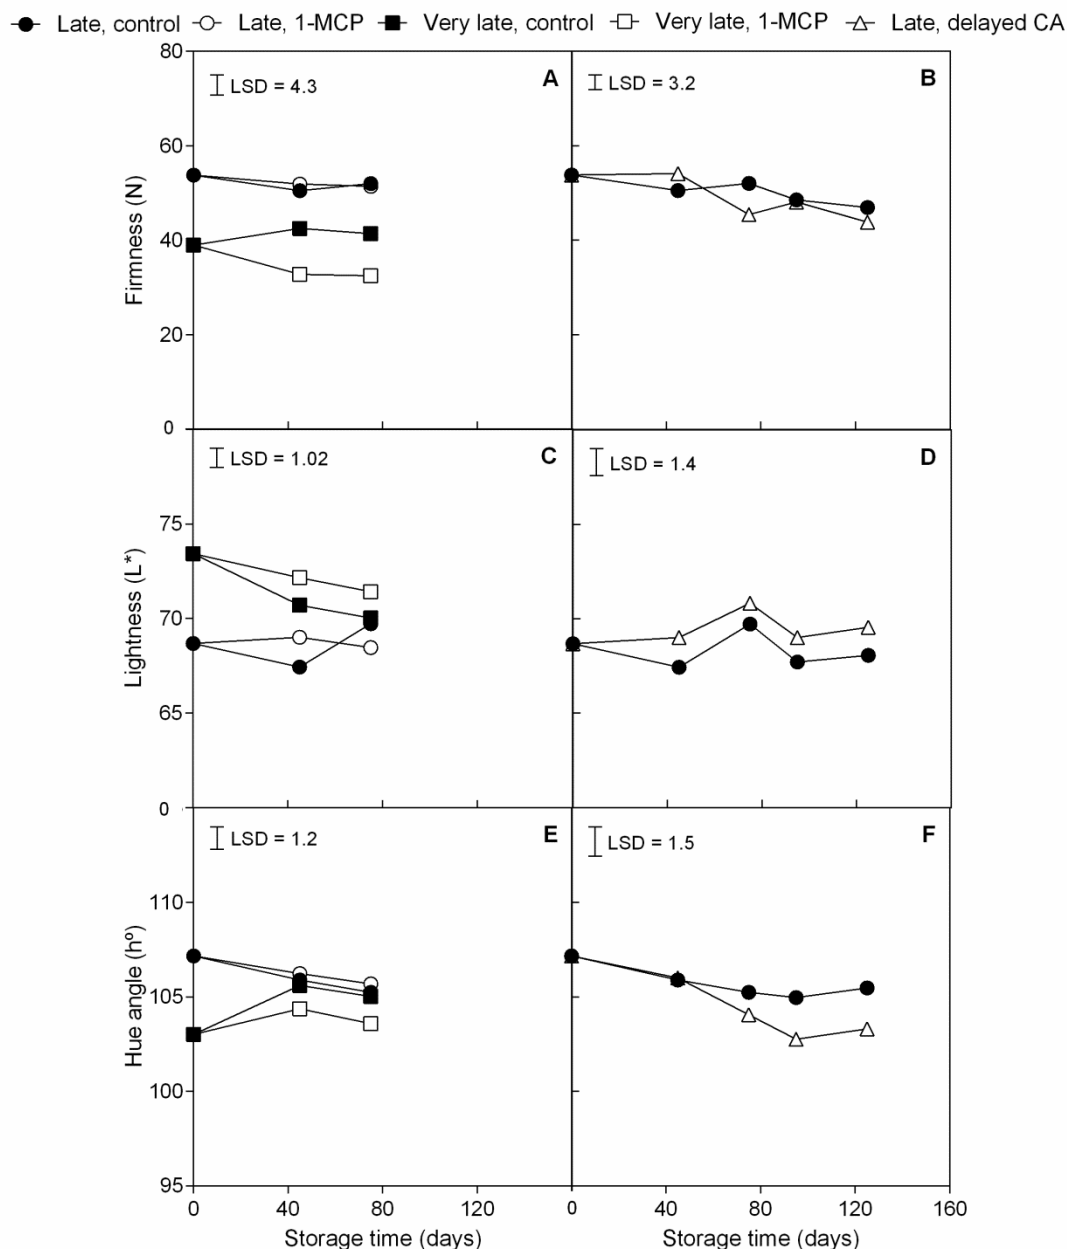 Late, control Late, 1-MCP Very late, control Very late, 1-MCP Late, delayed CA
80
LSD = 4.3
A
LSD = 3.2
B
60
Firmness (N)
40
20
0
LSD = 1.02
C
LSD = 1.4
D
75
Lightness (L*)
70
65
0
LSD = 1.2
E
LSD = 1.5
F
110
Hue angle (hº)
105
100
95
0 40 80 120 0 40 80 120 160
Storage time (days) Storage time (days)